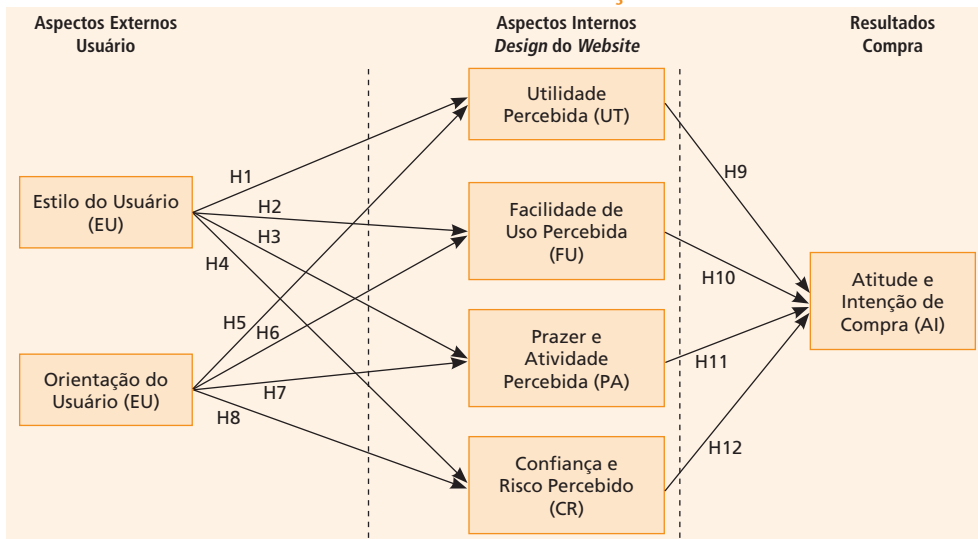 Aspectos Externos
Usuário
Aspectos Internos
Design do Website
Resultados
Compra
Utilidade
Percebida (UT)
H1
H9
Estilo do Usuário
(EU)
H2
H3
H4
Facilidade de
Uso Percebida
(FU)
H10
Atitude e
Intenção de
Compra (AI)
H5
H6
Prazer e
Atividade
Percebida (PA)
H11
Orientação do
Usuário (EU)
H7
H8
Confiança e
Risco Percebido
(CR)
H12